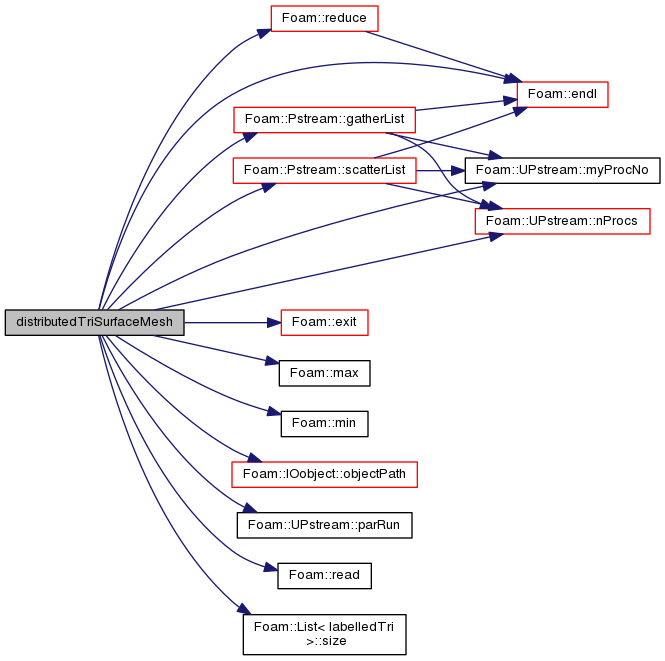 Foam::reduce
Foam::endl
Foam::Pstream::gatherList
Foam::Pstream::scatterList
Foam::UPstream::myProcNo
Foam::UPstream::nProcs
distributedTriSurfaceMesh
Foam::exit
Foam::max
Foam::min
Foam::IOobject::objectPath
Foam::UPstream::parRun
Foam::read
Foam::List< labelledTri
>::size